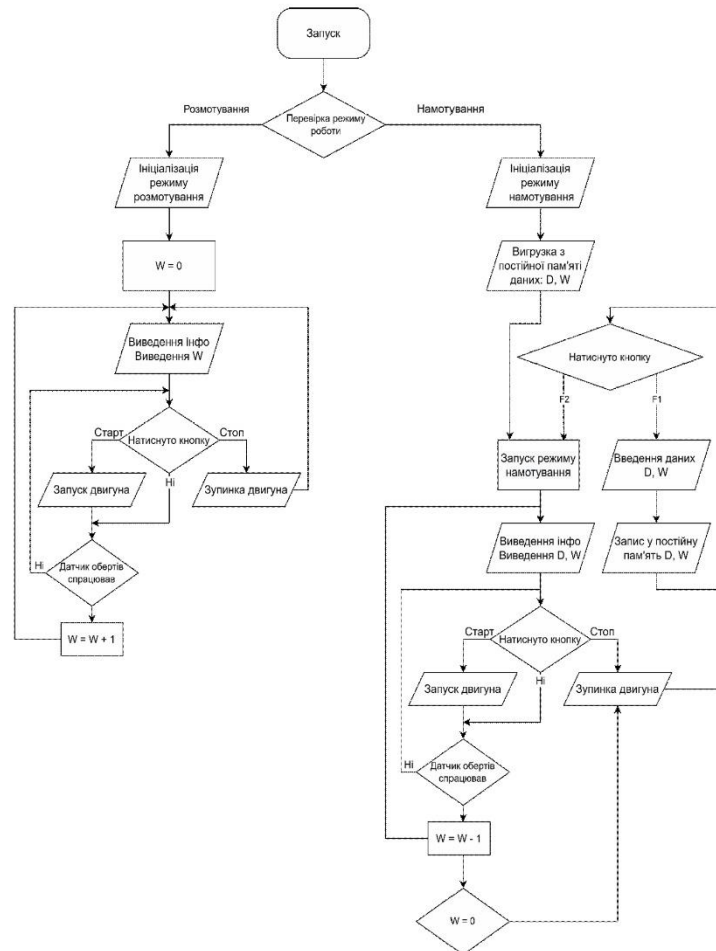 Запуск
Розмотування
Намотування
Перевірка режиму
роботи
Ініціалізація
режиму
розмотування
Ініціалізація
режиму
намотування
W = 0
Вигрузка з
постійної пам'яті
даних: D, W
Виведення інфо
Виведення W
Натиснуто кнопку
F2
F1
Старт
Натиснуто кнопку
Стоп
Запуск режиму
намотування
Введення даних
D, W
Запуск двигуна
Ні
Зупинка двигуна
Виведення інфо
Виведення D, W
Запис у постійну
пам'ять D, W
Ні
Датчик обертів
спрацював
W = W + 1
Старт
Натиснуто кнопку
Стоп
Запуск двигуна
Ні
Зупинка двигуна
Ні
Датчик обертів
спрацював
W = W - 1
W = 0